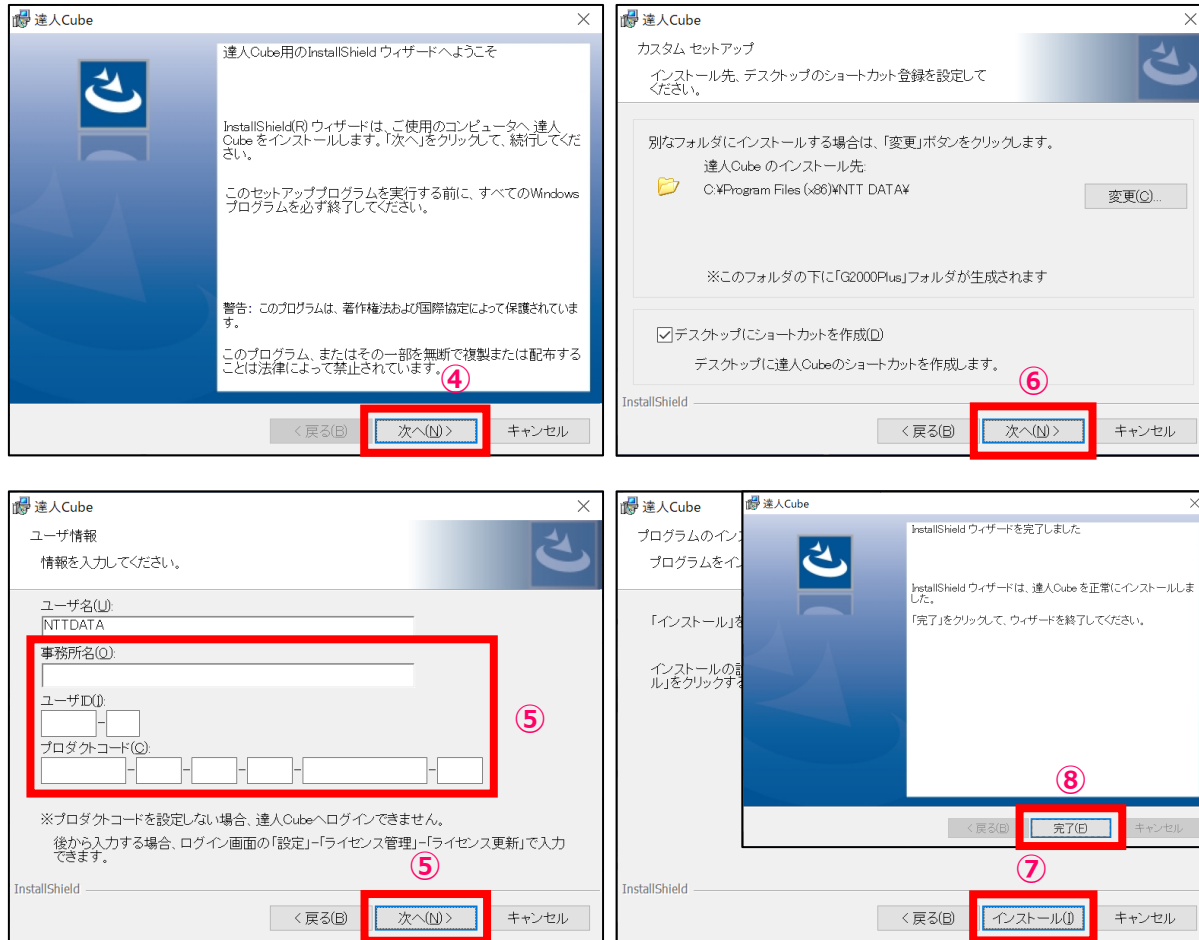 達人Cube
達人Cube用のInstallShield ウィザードへようこそ
InstallShield(R) ウィザードは、ご使用のコンピュータへ 達人
Cube をインストールします。「次へ」をクリックして、続行してくだ
さい。
このセットアッププログラムを実行する前に、すべてのWindows
プログラムを必ず終了してください。
警告： このプログラムは、著作権法および国際協定によって保護されていま
す。
このプログラム、またはその一部を無断で複製または配布する
ことは法律によって禁止されています。
④
< 戻る(B)
次へ(N) >
キャンセル
達人Cube
カスタム セットアップ
インストール先、デスクトップのショートカット登録を設定して
ください。
別なフォルダにインストールする場合は、「変更」ボタンをクリックします。
達人Cube のインストール先:
C:¥Program Files (x86)¥NTT DATA¥
変更(C)...
※このフォルダの下に「G2000Plus」フォルダが生成されます
デスクトップにショートカットを作成(D)
デスクトップに達人Cubeのショートカットを作成します。
⑥
InstallShield
< 戻る(B)
次へ(N) >
キャンセル
達人Cube
ユーザ情報
情報を入力してください。
ユーザ名(U):
NTTDATA
事務所名(O):
ユーザID(I):
-
⑤
プロダクトコード(C):
- - - - -
※プロダクトコードを設定しない場合、達人Cubeへログインできません。
後から入力する場合、ログイン画面の「設定」-「ライセンス管理」-「ライセンス更新」で入力
できます。
⑤
InstallShield
< 戻る(B)
次へ(N) >
キャンセル
達人Cube
プログラムのイン
プログラムをイン
「インストール」を
インストールの
ル」をクリックする
達人Cube
InstallShield ウィザードを完了しました
InstallShield ウィザードは、達人Cube を正常にインストールしま
した。
「完了」をクリックして、ウィザードを終了してください。
⑧
< 戻る(B)
完了(F)
キャンセル
⑦
InstallShield
< 戻る(B)
インストール(I)
キャンセル